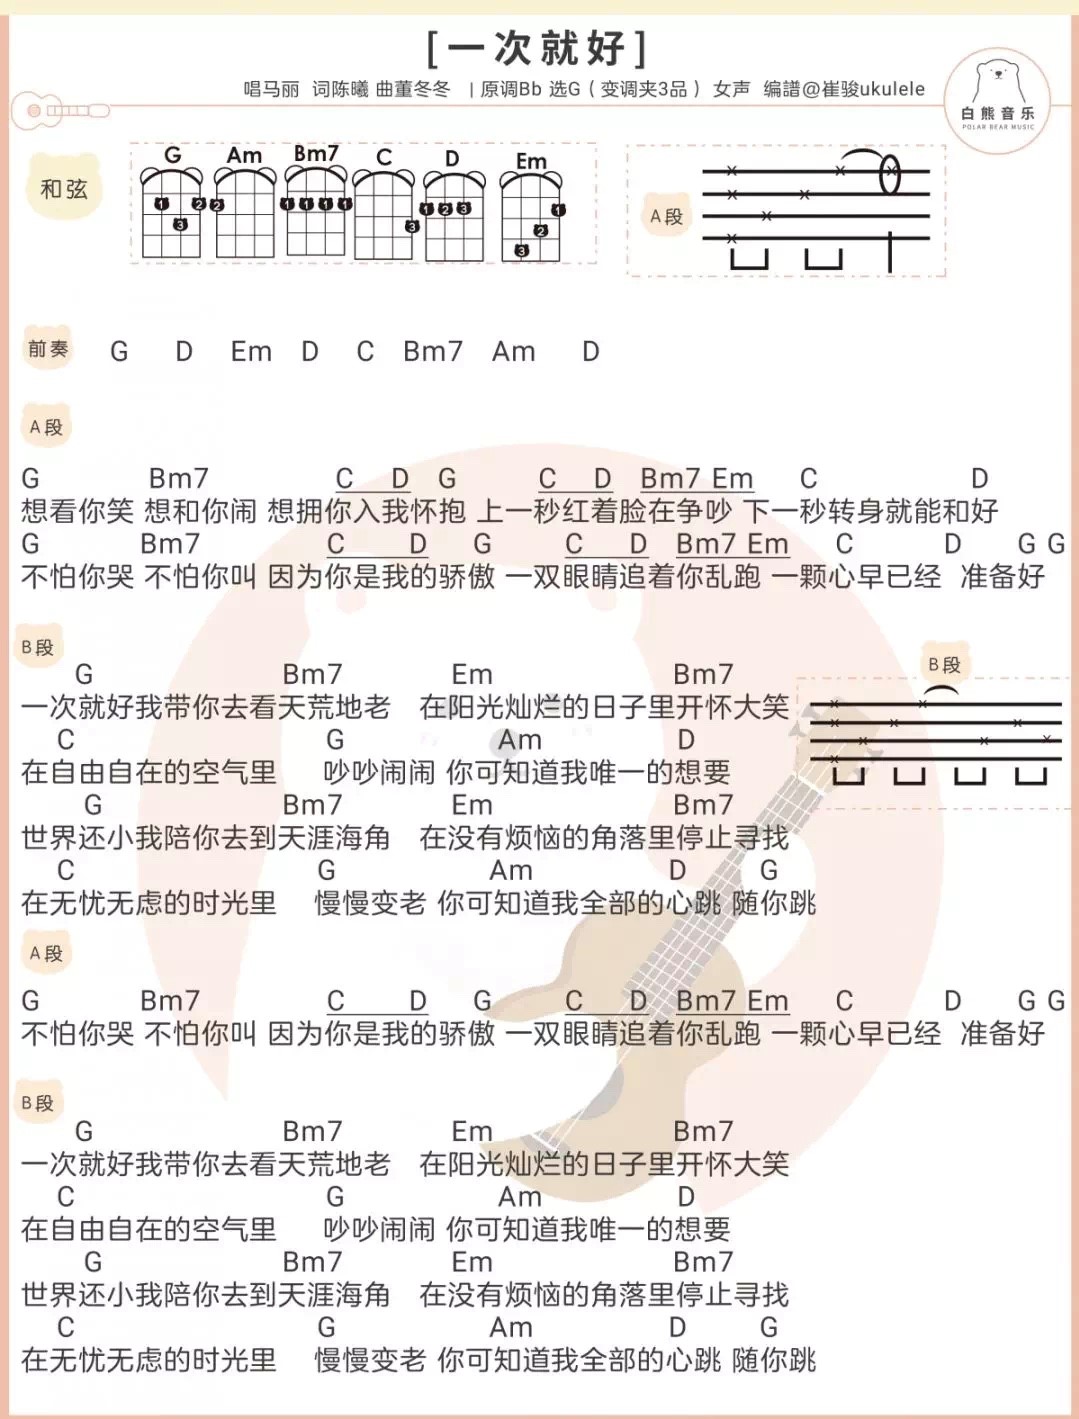 [一次就好]
唱马丽 词陈曦 曲董冬冬 | 原调Bb 选G（变调夹3品）女声 编譜@崔骏ukulele
白熊音乐
POLAR BEAR MUSIC
和弦
G Am Bm7 C D Em
1 2 3 2 1 1 1 1 3 1 2 3 1 2 3
A段
前奏 G D Em D C Bm7 Am D
A段
G Bm7 C D G C D Bm7 Em C D
想看你笑 想和你闹 想拥你入我怀抱 上一秒红着脸在争吵 下一秒转身就能和好
G Bm7 C D G C D Bm7 Em C D G G
不怕你哭 不怕你叫 因为你是我的骄傲 一双眼睛追着你乱跑 一颗心早已经 准备好
B段
G Bm7 Em Bm7
B段
一次就好我带你去看天荒地老 在阳光灿烂的日子里开怀大笑
C G Am D
在自由自在的空气里 吵吵闹闹 你可知道我唯一的想要
G Bm7 Em Bm7
世界还小我陪你去到天涯海角 在没有烦恼的角落里停止寻找
C G Am D G
在无忧无虑的时光里 慢慢变老 你可知道我全部的心跳 随你跳
A段
G Bm7 C D G C D Bm7 Em C D G G
不怕你哭 不怕你叫 因为你是我的骄傲 一双眼睛追着你乱跑 一颗心早已经 准备好
B段
G Bm7 Em Bm7
一次就好我带你去看天荒地老 在阳光灿烂的日子里开怀大笑
C G Am D
在自由自在的空气里 吵吵闹闹 你可知道我唯一的想要
G Bm7 Em Bm7
世界还小我陪你去到天涯海角 在没有烦恼的角落里停止寻找
C G Am D G
在无忧无虑的时光里 慢慢变老 你可知道我全部的心跳 随你跳